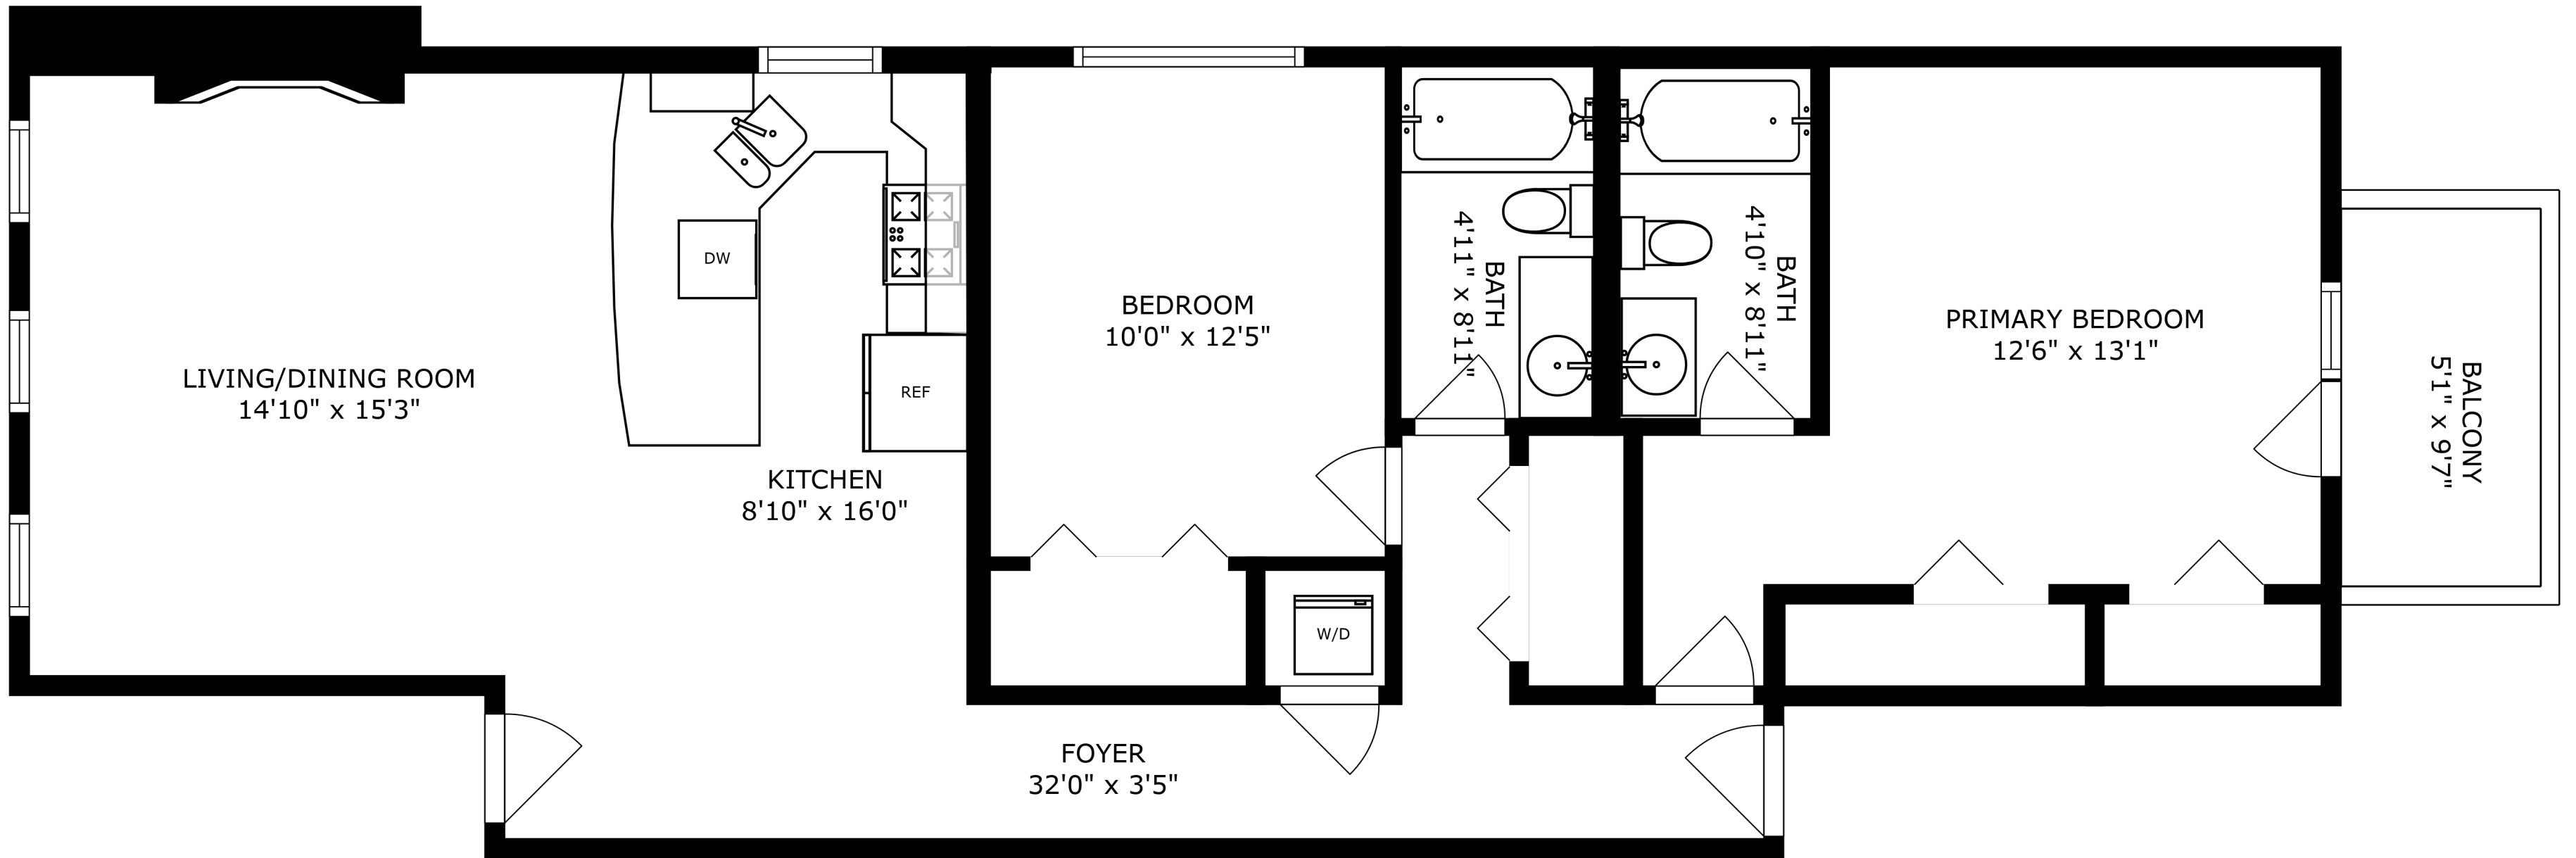 LIVING/DINING ROOM
14'10" x 15'3"
DW
REF
KITCHEN
8'10" x 16'0"
BEDROOM
10'0" x 12'5"
W/D
BATH
4'11" x 8'11"
BATH
4'10" x 8'11"
PRIMARY BEDROOM
12'6" x 13'1"
BALCONY
5'1" x 9'7"
FOYER
32'0" x 3'5"